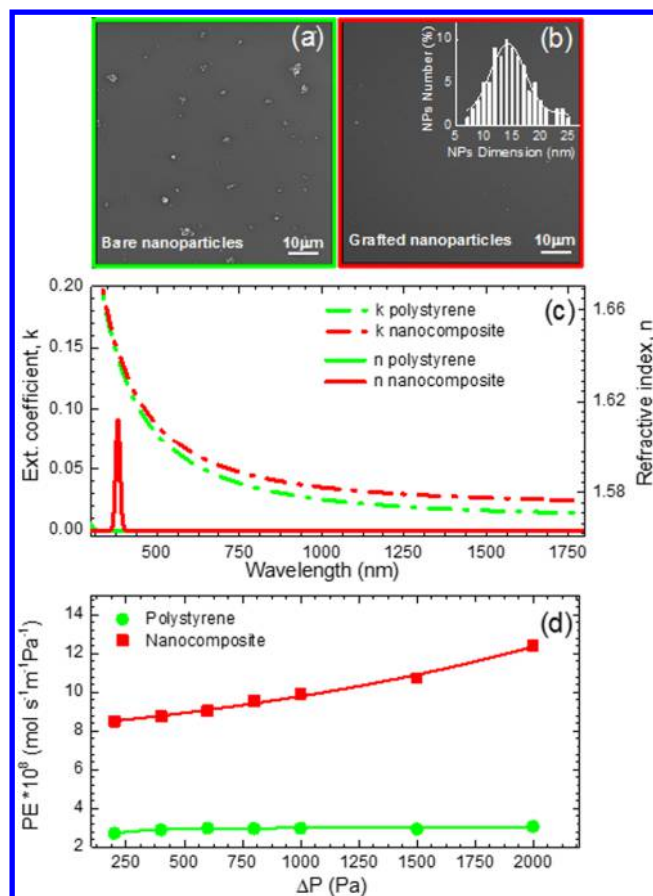 (a)
Bare nanoparticles
10µm
(b)
NPs Number (%)
10
5
0
5 10 15 20 25
NPs Dimension (nm)
Grafted nanoparticles
10µm
(c)
Ext. coefficient, k
0.20
0.15
0.10
0.05
0.00
k polystyrene
k nanocomposite
n polystyrene
n nanocomposite
1.66
1.62
1.58
Refractive index, n
500 750 1000 1250 1500 1750
Wavelength (nm)
(d)
PE *10⁸ (mol s⁻¹m⁻¹Pa⁻¹)
14
12
10
8
6
4
2
Polystyrene
Nanocomposite
250 500 750 1000 1250 1500 1750 2000
ΔP (Pa)